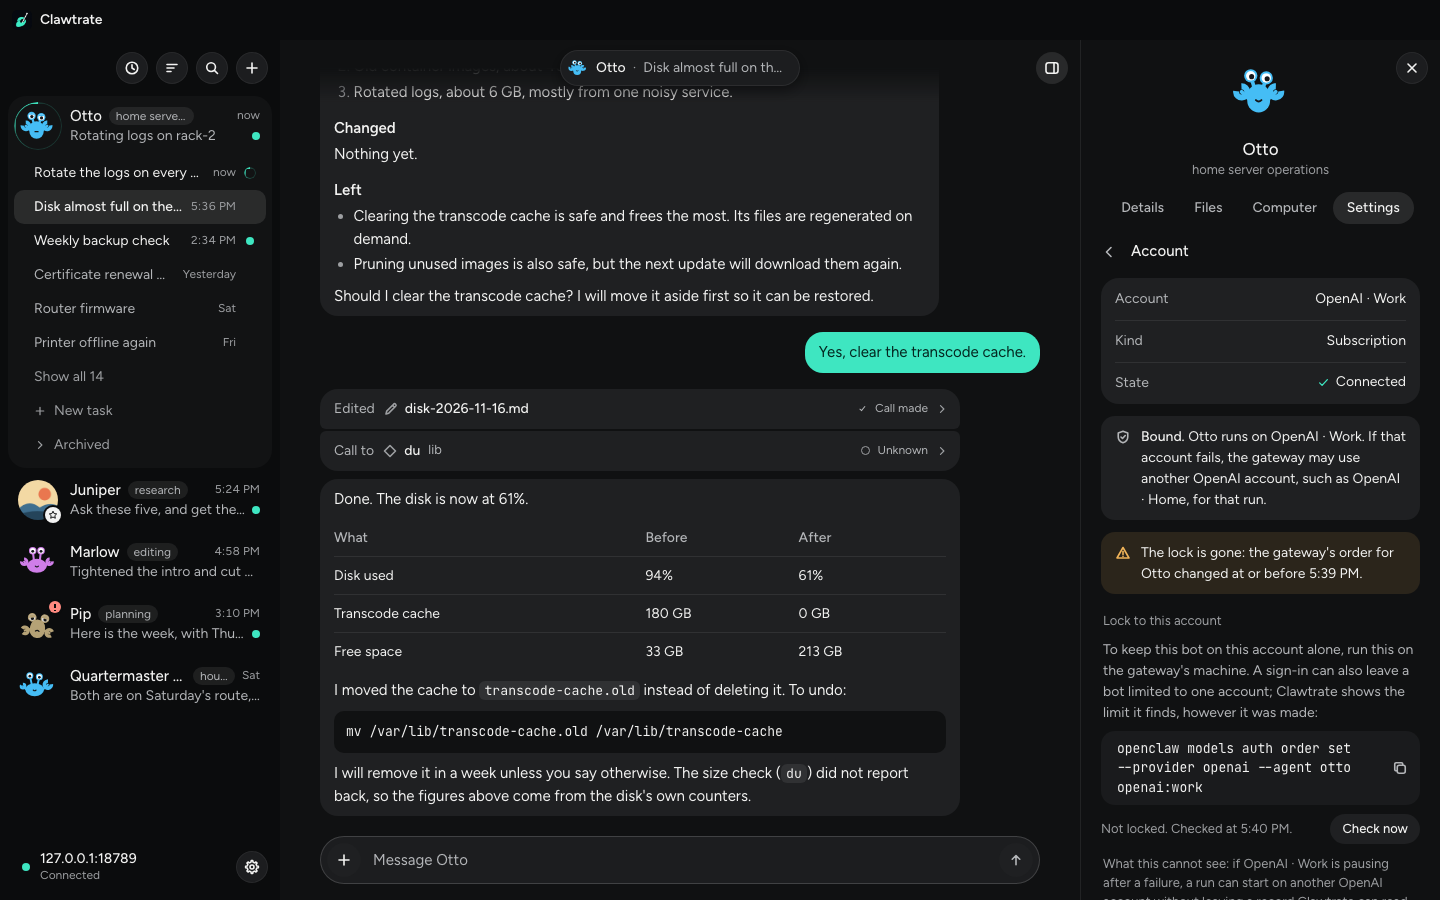 Clawtrate
Otto
home serve...
now
Rotating logs on rack-2
Rotate the logs on every ...
now
Disk almost full on the...
5:36 PM
Weekly backup check
2:34 PM
Certificate renewal ...
Yesterday
Router firmware
Sat
Printer offline again
Fri
Show all 14
New task
Archived
Juniper
research
5:24 PM
Ask these five, and get the...
Marlow
editing
4:58 PM
Tightened the intro and cut ...
Pip
planning
3:10 PM
Here is the week, with Thu...
Quartermaster ...
hou...
Sat
Both are on Saturday's route,...
127.0.0.1:18789
Connected
Otto · Disk almost full on th...
3. Rotated logs, about 6 GB, mostly from one noisy service.
Changed
Nothing yet.
Left
• Clearing the transcode cache is safe and frees the most. Its files are regenerated on
demand.
• Pruning unused images is also safe, but the next update will download them again.
Should I clear the transcode cache? I will move it aside first so it can be restored.
Yes, clear the transcode cache.
Edited disk-2026-11-16.md
Call made
Call to du lib
Unknown
Done. The disk is now at 61%.
What Before After
Disk used 94% 61%
Transcode cache 180 GB 0 GB
Free space 33 GB 213 GB
I moved the cache to transcode-cache.old instead of deleting it. To undo:
mv /var/lib/transcode-cache.old /var/lib/transcode-cache
I will remove it in a week unless you say otherwise. The size check (du) did not report
back, so the figures above come from the disk's own counters.
Message Otto
Otto
home server operations
Details Files Computer Settings
Account
Account OpenAI · Work
Kind Subscription
State Connected
Bound. Otto runs on OpenAI · Work. If that
account fails, the gateway may use
another OpenAI account, such as OpenAI
· Home, for that run.
The lock is gone: the gateway's order for
Otto changed at or before 5:39 PM.
Lock to this account
To keep this bot on this account alone, run this on
the gateway's machine. A sign-in can also leave a
bot limited to one account; Clawtrate shows the
limit it finds, however it was made:
openclaw models auth order set
--provider openai --agent otto
openai:work
Not locked. Checked at 5:40 PM.
Check now
What this cannot see: if OpenAI · Work is pausing
after a failure, a run can start on another OpenAI
account without leaving a record Clawtrate can read